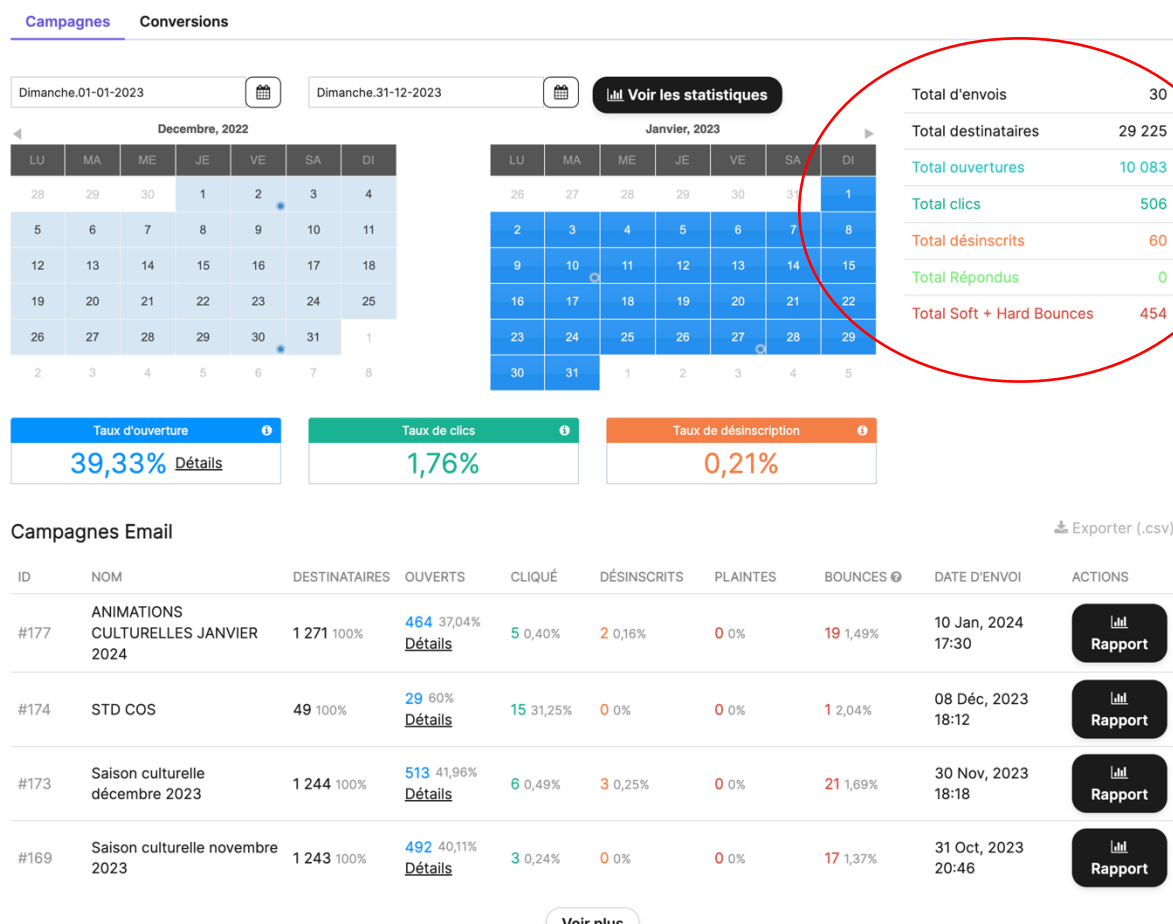 Campagnes Conversions
Dimanche.01-01-2023 Dimanche.31-12-2023 Voir les statistiques
Decembre, 2022
LU MA ME JE VE SA DI
28 29 30 1 2 3 4
5 6 7 8 9 10 11
12 13 14 15 16 17 18
19 20 21 22 23 24 25
26 27 28 29 30 31 1
2 3 4 5 6 7 8
Janvier, 2023
LU MA ME JE VE SA DI
26 27 28 29 30 31 1
2 3 4 5 6 7 8
9 10 11 12 13 14 15
16 17 18 19 20 21 22
23 24 25 26 27 28 29
30 31 1 2 3 4 5
Total d'envois 30
Total destinataires 29 225
Total ouvertures 10 083
Total clics 506
Total désinscrits 60
Total Répondus 0
Total Soft + Hard Bounces 454
Taux d'ouverture
39,33% Détails
Taux de clics
1,76%
Taux de désinscription
0,21%
Campagnes Email Exporter (.csv)
ID NOM DESTINATAIRES OUVERTS CLIQUÉ DÉSINSCRITS PLAINTES BOUNCES DATE D'ENVOI ACTIONS
#177 ANIMATIONS CULTURELLES JANVIER 2024 1 271 100% 464 37,04% Détails 5 0,40% 2 0,16% 0 0% 19 1,49% 10 Jan, 2024 17:30 Rapport
#174 STD COS 49 100% 29 60% Détails 15 31,25% 0 0% 0 0% 1 2,04% 08 Déc, 2023 18:12 Rapport
#173 Saison culturelle décembre 2023 1 244 100% 513 41,96% Détails 6 0,49% 3 0,25% 0 0% 21 1,69% 30 Nov, 2023 18:18 Rapport
#169 Saison culturelle novembre 2023 1 243 100% 492 40,11% Détails 3 0,24% 0 0% 0 0% 17 1,37% 31 Oct, 2023 20:46 Rapport
Voir plus